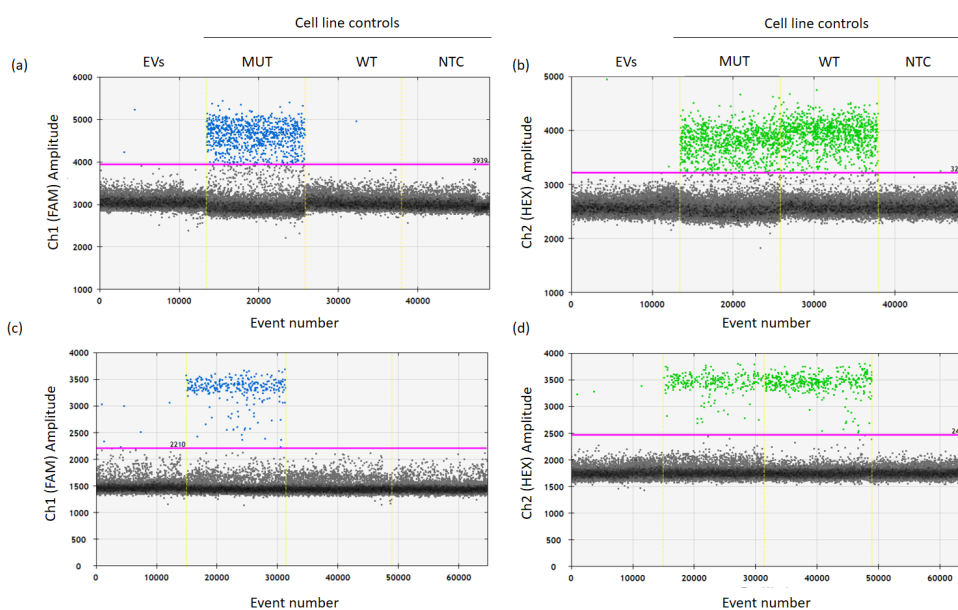 Cell line controls
Cell line controls
(a)
EVs
MUT
WT
NTC
(b)
EVs
MUT
WT
NTC
Ch1 (FAM) Amplitude
6000
5000
4000
3000
2000
1000
3939
0
10000
20000
30000
40000
Event number
Ch2 (HEX) Amplitude
5000
4000
3000
2000
1000
32
0
10000
20000
30000
40000
Event number
(c)
(d)
Ch1 (FAM) Amplitude
4000
3500
3000
2500
2000
1500
1000
500
0
2210
0
10000
20000
30000
40000
50000
60000
Event number
Ch2 (HEX) Amplitude
4000
3500
3000
2500
2000
1500
1000
500
0
24
0
10000
20000
30000
40000
50000
60000
Event number